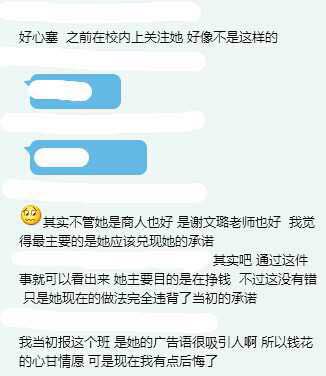 好心塞 之前在校内上关注她 好像不是这样的
其实不管她是商人也好 是谢文璐老师也好 我觉
得最主要的是她应该兑现她的承诺
其实吧 通过这件
事就可以看出来 她主要目的是在挣钱 不过这没有错
只是她现在的做法完全违背了当初的承诺
我当初报这个班 是她的广告语很吸引人啊 所以钱花
的心甘情愿 可是现在我有点后悔了